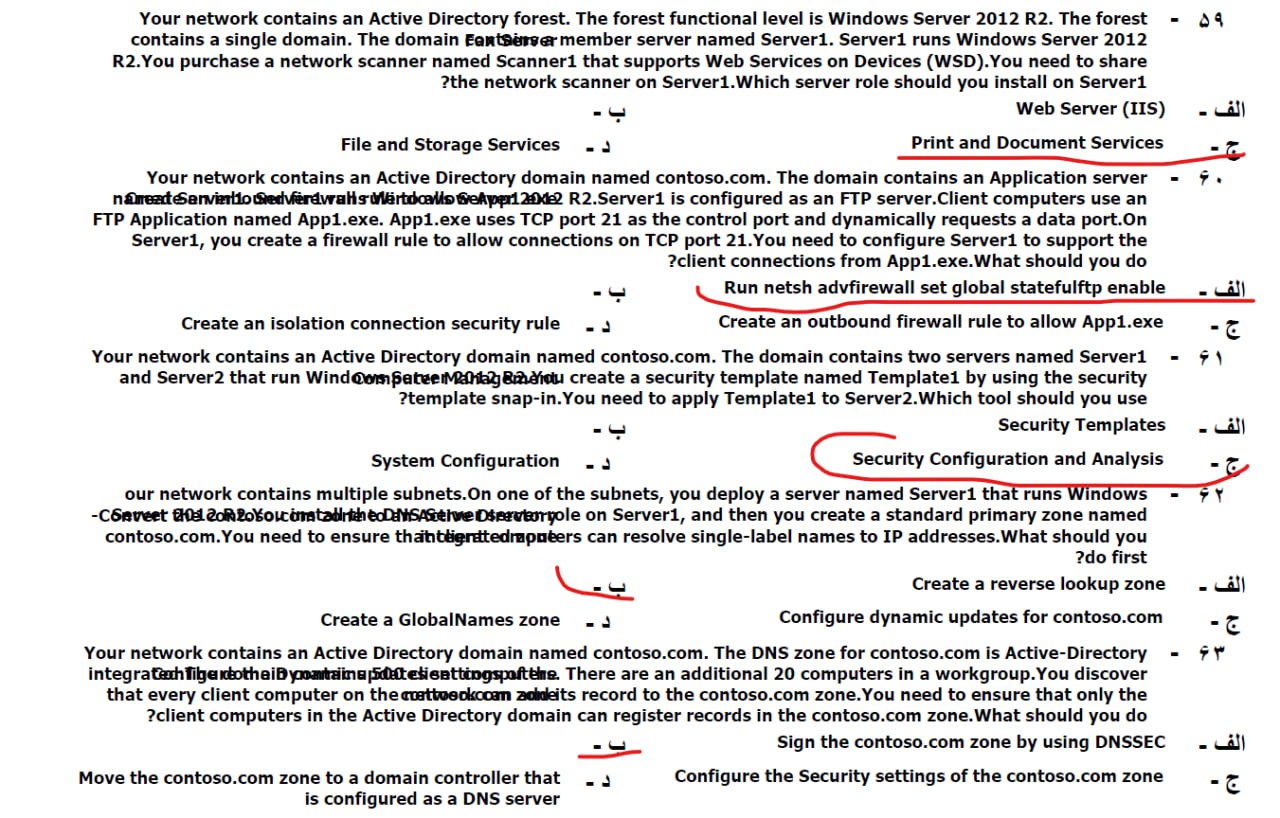 ۵۹ - Your network contains an Active Directory forest. The forest functional level is Windows Server 2012 R2. The forest
contains a single domain. The domain contains a member server named Server1. Server1 runs Windows Server 2012
R2.You purchase a network scanner named Scanner1 that supports Web Services on Devices (WSD).You need to share
?the network scanner on Server1.Which server role should you install on Server1
الف - Web Server (IIS)
ب - Fax Server
ج - Print and Document Services
د - File and Storage Services
۶۰ - Your network contains an Active Directory domain named contoso.com. The domain contains an Application server
named Server1. Server1 runs Windows Server 2012 R2.Server1 is configured as an FTP server.Client computers use an
FTP Application named App1.exe. App1.exe uses TCP port 21 as the control port and dynamically requests a data port.On
Server1, you create a firewall rule to allow connections on TCP port 21.You need to configure Server1 to support the
?client connections from App1.exe.What should you do
الف - Run netsh advfirewall set global statefulftp enable
ب - Create an inbound firewall rule to allow App1.exe
ج - Create an outbound firewall rule to allow App1.exe
د - Create an isolation connection security rule
۶۱ - Your network contains an Active Directory domain named contoso.com. The domain contains two servers named Server1
and Server2 that run Windows Server 2012 R2.You create a security template named Template1 by using the security
?template snap-in.You need to apply Template1 to Server2.Which tool should you use
الف - Security Templates
ب - Computer Management
ج - Security Configuration and Analysis
د - System Configuration
۶۲ - our network contains multiple subnets.On one of the subnets, you deploy a server named Server1 that runs Windows
Server 2012 R2.You install the DNS Server server role on Server1, and then you create a standard primary zone named
contoso.com.You need to ensure that client computers can resolve single-label names to IP addresses.What should you
?do first
الف - Create a reverse lookup zone
ب - -Convert the contoso.com zone to an Active Directory
integrated zone
ج - Configure dynamic updates for contoso.com
د - Create a GlobalNames zone
۶۳ - Your network contains an Active Directory domain named contoso.com. The DNS zone for contoso.com is Active-Directory
integrated. The domain contains 500 client computers. There are an additional 20 computers in a workgroup.You discover
that every client computer on the network can add its record to the contoso.com zone.You need to ensure that only the
?client computers in the Active Directory domain can register records in the contoso.com zone.What should you do
الف - Sign the contoso.com zone by using DNSSEC
ب - Configure the Dynamic updates settings of the
contoso.com zone
ج - Configure the Security settings of the contoso.com zone
د - Move the contoso.com zone to a domain controller that
is configured as a DNS server